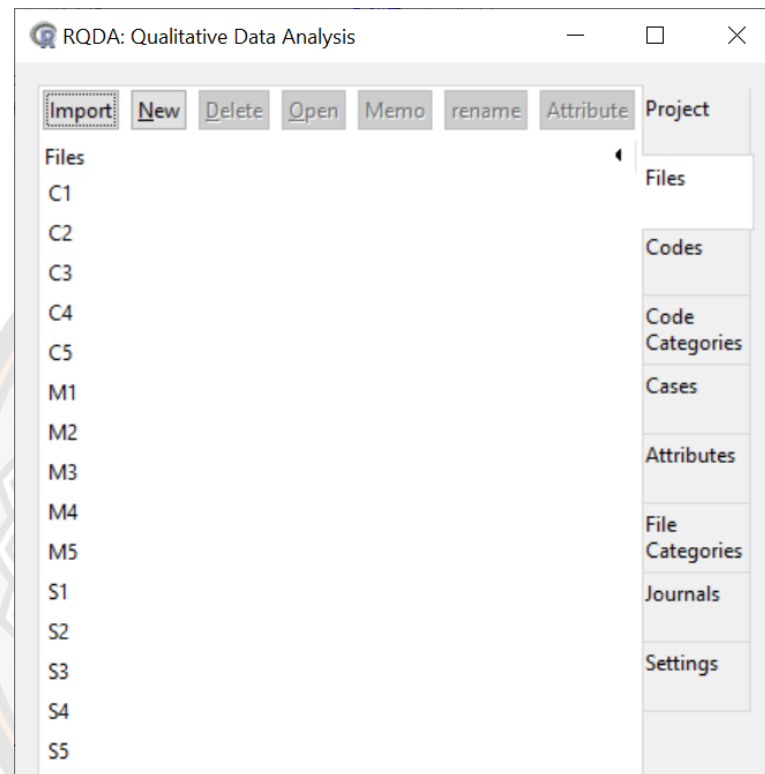 RQDA: Qualitative Data Analysis
Import New Delete Open Memo rename Attribute
Files
C1
C2
C3
C4
C5
M1
M2
M3
M4
M5
S1
S2
S3
S4
S5
Project
Files
Codes
Code
Categories
Cases
Attributes
File
Categories
Journals
Settings